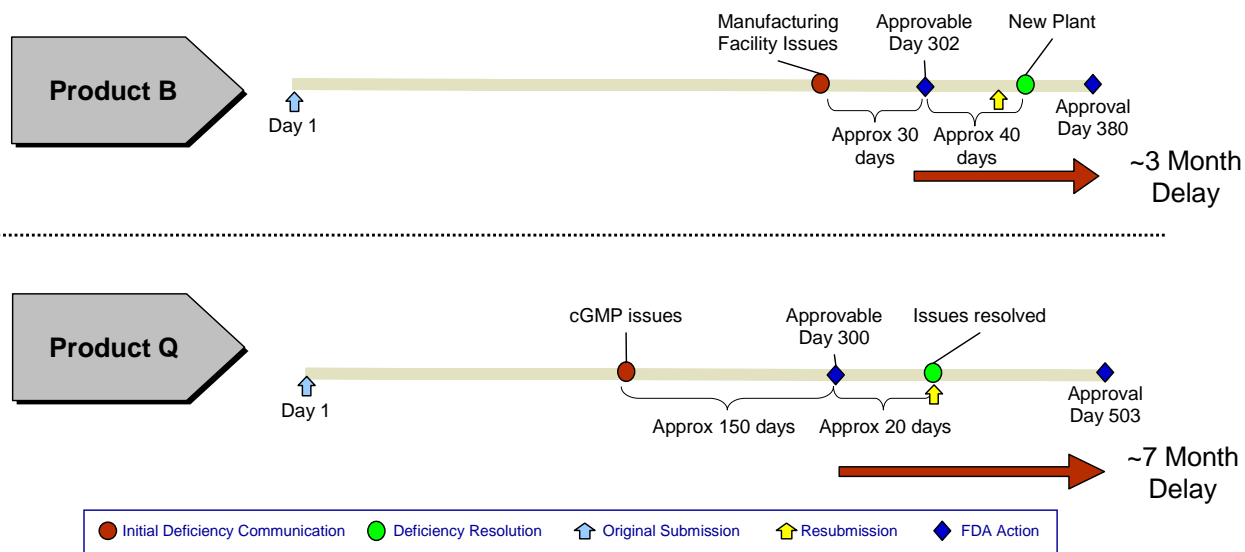 Product B
Manufacturing
Facility Issues
Approvable
Day 302
New Plant
Day 1
Approx 30
days
Approx 40
days
Approval
Day 380
~3 Month
Delay
Product Q
cGMP issues
Approvable
Day 300
Issues resolved
Day 1
Approx 150 days
Approx 20 days
Approval
Day 503
~7 Month
Delay
Initial Deficiency Communication
Deficiency Resolution
Original Submission
Resubmission
FDA Action